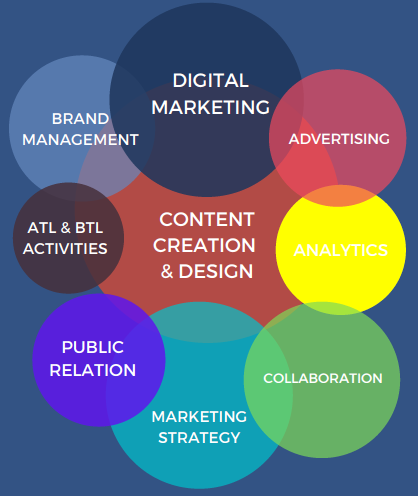 DIGITAL
MARKETING
BRAND
MANAGEMENT
ADVERTISING
ATL & BTL
ACTIVITIES
CONTENT
CREATION
& DESIGN
ANALYTICS
PUBLIC
RELATION
COLLABORATION
MARKETING
STRATEGY